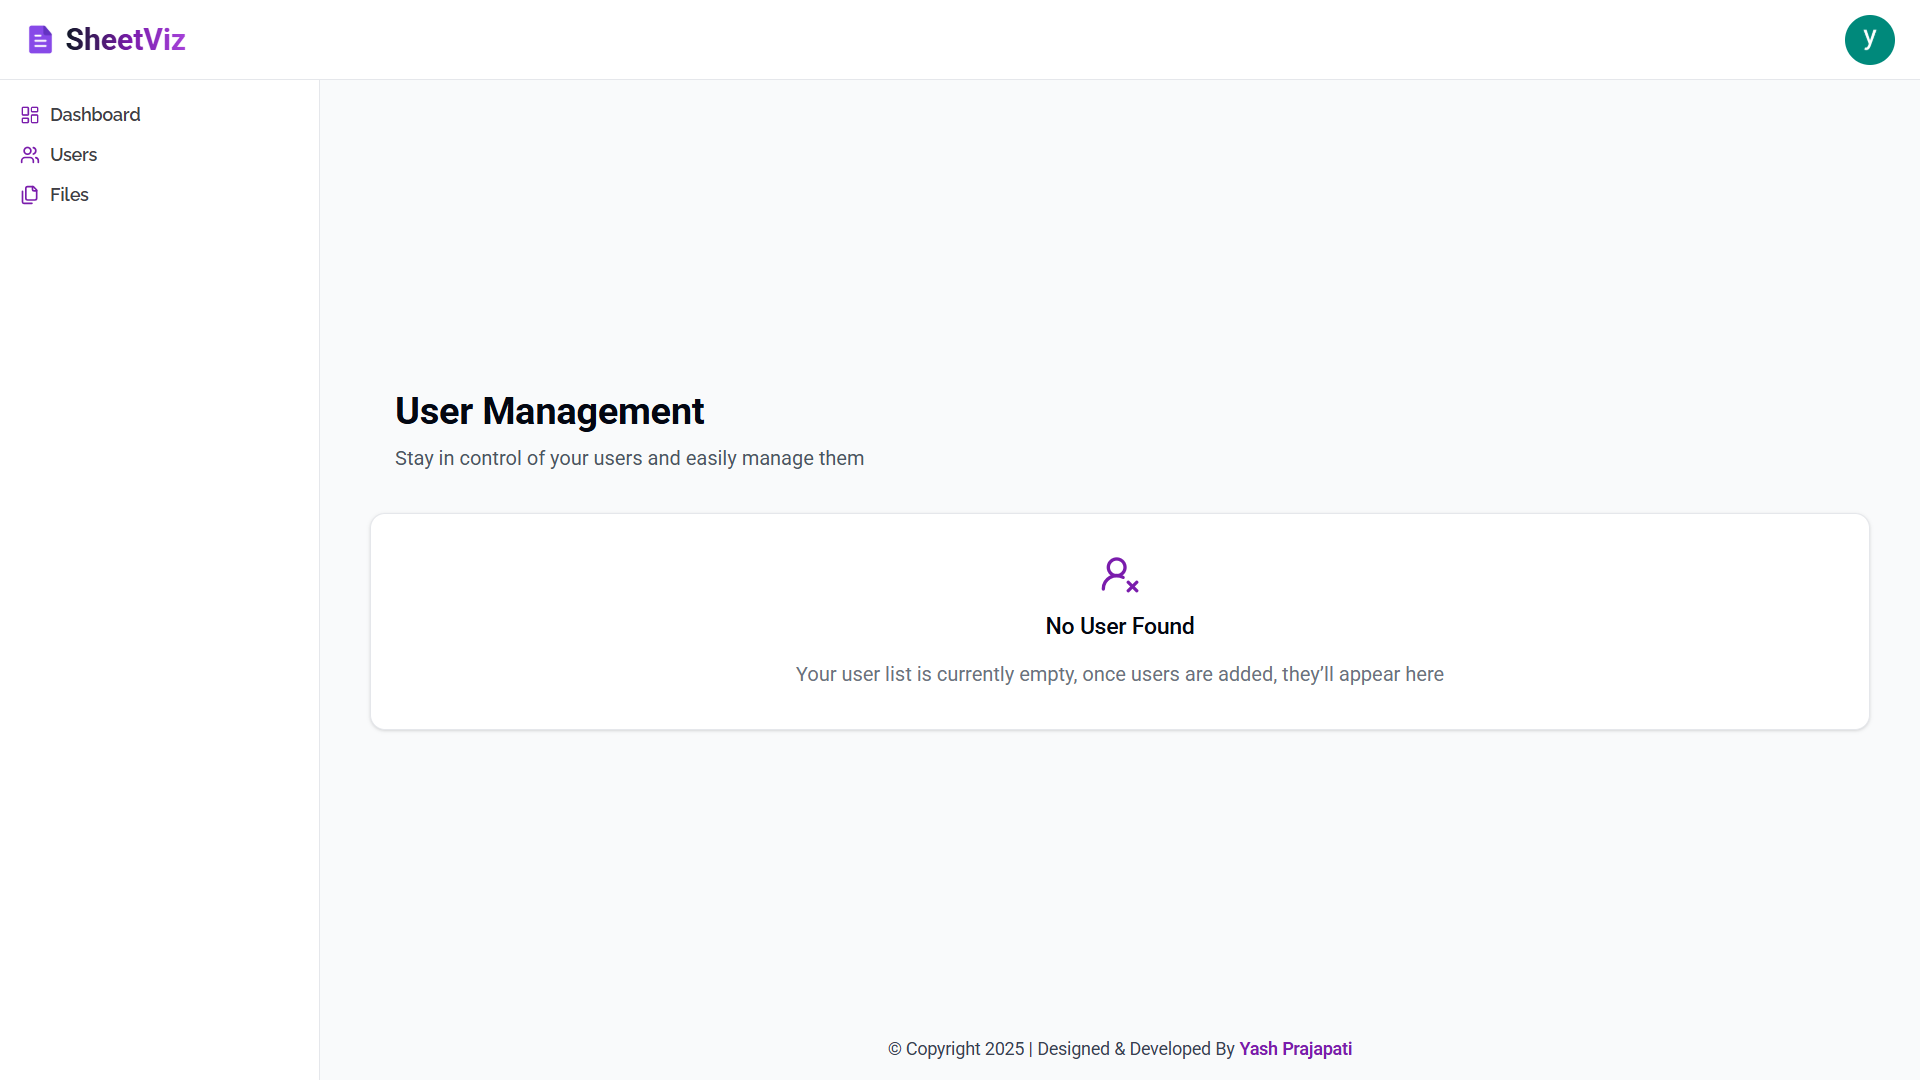 SheetViz
y
Dashboard
Users
Files
User Management
Stay in control of your users and easily manage them
No User Found
Your user list is currently empty, once users are added, they’ll appear here
© Copyright 2025 | Designed & Developed By Yash Prajapati